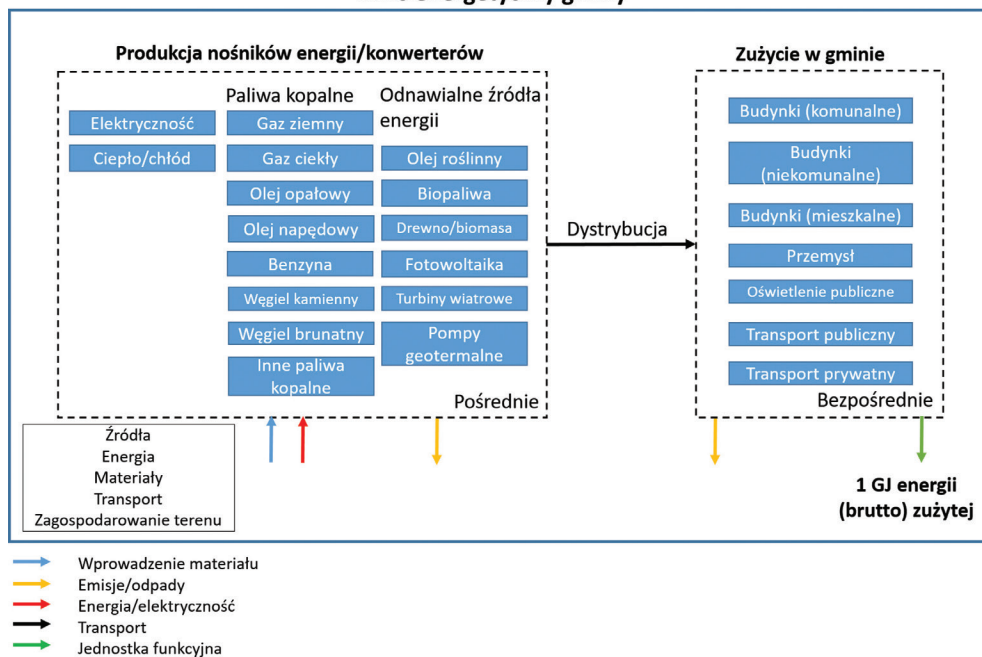 Produkcja nośników energii/konwerterów
Elektryczność
Ciepło/chłód
Paliwa kopalne
Gaz ziemny
Gaz ciekły
Olej opałowy
Olej napędowy
Benzyna
Węgiel kamienny
Węgiel brunatny
Inne paliwa
kopalne
Odnawialne źródła
energii
Olej roślinny
Biopaliwa
Drewno/biomasa
Fotowoltaika
Turbiny wiatrowe
Pompy
geotermalne
Pośrednie
Dystrybucja
Zużycie w gminie
Budynki (komunalne)
Budynki
(niekomunalne)
Budynki (mieszkalne)
Przemysł
Oświetlenie publiczne
Transport publiczny
Transport prywatny
Bezpośrednie
Źródła
Energia
Materiały
Transport
Zagospodarowanie terenu
1 GJ energii
(brutto) zużytej
Wprowadzenie materiału
Emisje/odpady
Energia/elektryczność
Transport
Jednostka funkcyjna